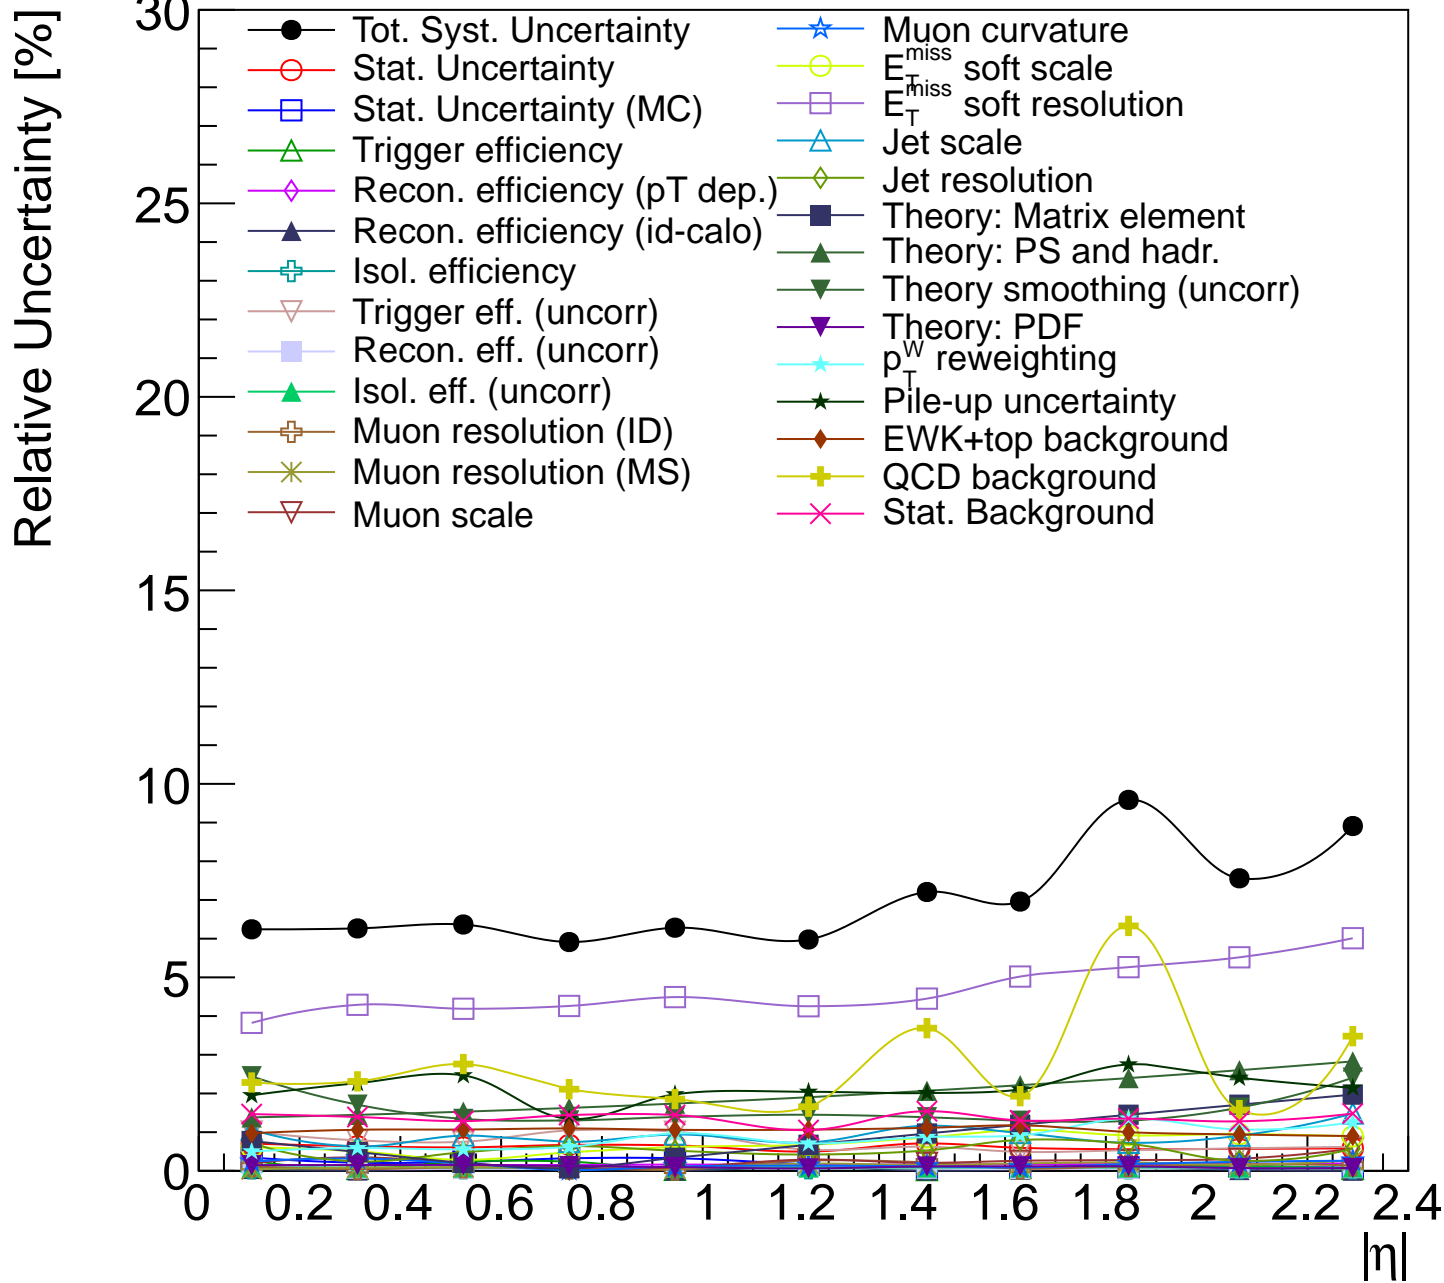 Relative Uncertainty [%]
30
25
20
15
10
5
0
Tot. Syst. Uncertainty
Stat. Uncertainty
Stat. Uncertainty (MC)
Trigger efficiency
Recon. efficiency (pT dep.)
Recon. efficiency (id-calo)
Isol. efficiency
Trigger eff. (uncorr)
Recon. eff. (uncorr)
Isol. eff. (uncorr)
Muon resolution (ID)
Muon resolution (MS)
Muon scale
Muon curvature
E_T^miss soft scale
E_T^miss soft resolution
Jet scale
Jet resolution
Theory: Matrix element
Theory: PS and hadr.
Theory smoothing (uncorr)
Theory: PDF
p_T^W reweighting
Pile-up uncertainty
EWK+top background
QCD background
Stat. Background
0 0.2 0.4 0.6 0.8 1 1.2 1.4 1.6 1.8 2 2.2 2.4
|η|